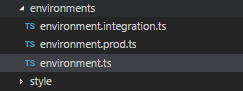 environments
TS environment.integration.ts
TS environment.prod.ts
TS environment.ts
style